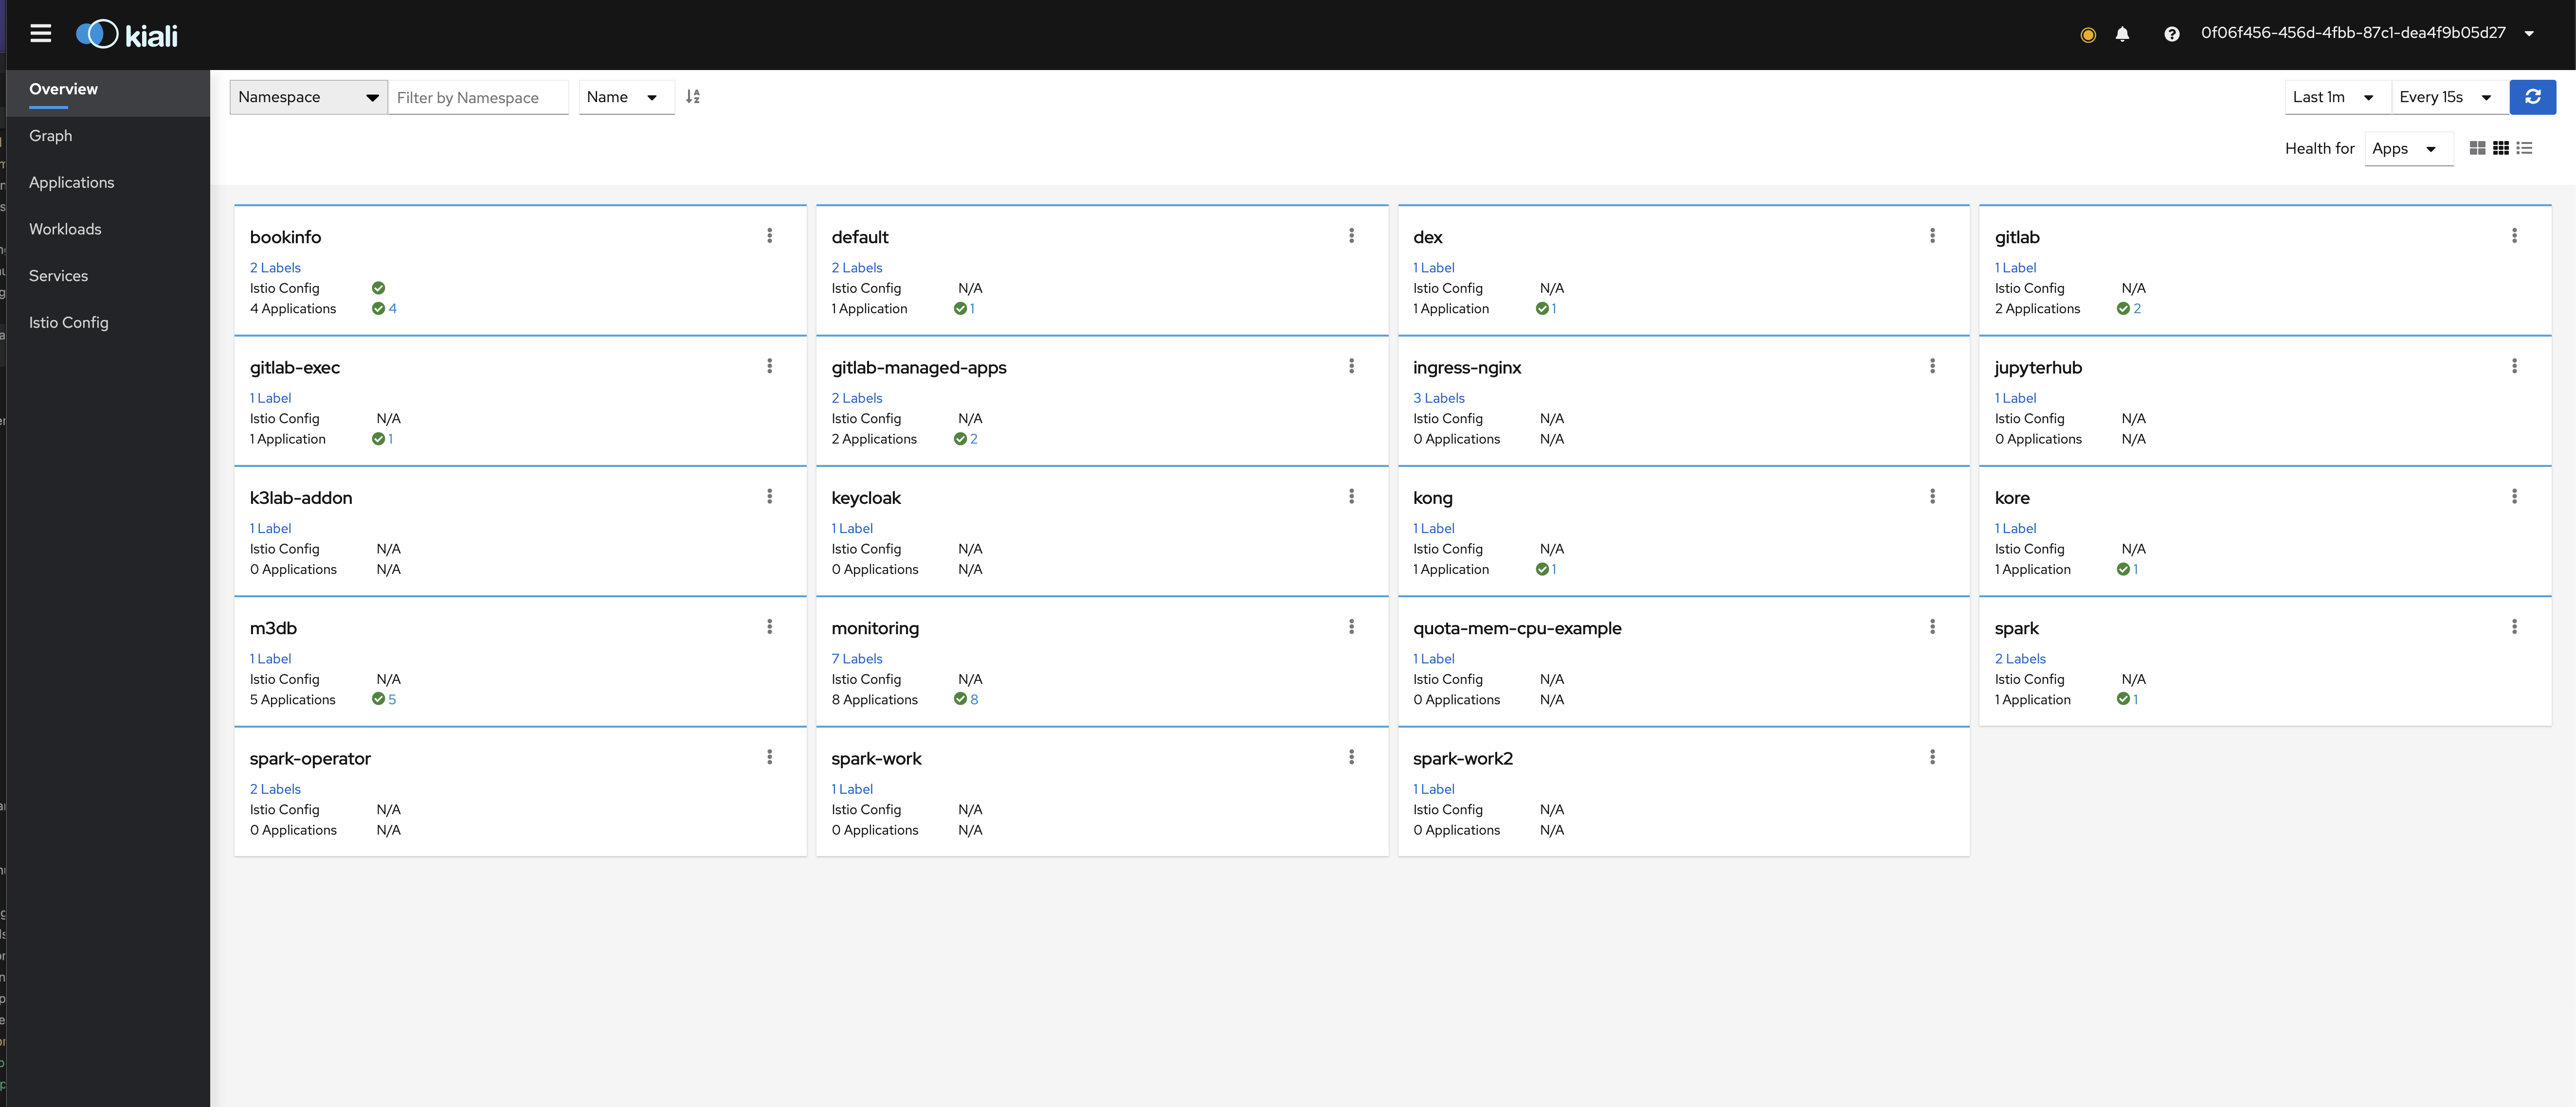 kiali
0f06f456-456d-4fbb-87c1-dea4f9b05d27
Overview
Graph
Applications
Workloads
Services
Istio Config
Namespace Filter by Namespace Name
Last 1m Every 15s
Health for Apps
bookinfo
2 Labels
Istio Config
4 Applications 4
default
2 Labels
Istio Config N/A
1 Application 1
dex
1 Label
Istio Config N/A
1 Application 1
gitlab
1 Label
Istio Config N/A
2 Applications 2
gitlab-exec
1 Label
Istio Config N/A
1 Application 1
gitlab-managed-apps
2 Labels
Istio Config N/A
2 Applications 2
ingress-nginx
3 Labels
Istio Config N/A
0 Applications N/A
jupyterhub
1 Label
Istio Config N/A
0 Applications N/A
k3lab-addon
1 Label
Istio Config N/A
0 Applications N/A
keycloak
1 Label
Istio Config N/A
0 Applications N/A
kong
1 Label
Istio Config N/A
1 Application 1
kore
1 Label
Istio Config N/A
1 Application 1
m3db
1 Label
Istio Config N/A
5 Applications 5
monitoring
7 Labels
Istio Config N/A
8 Applications 8
quota-mem-cpu-example
1 Label
Istio Config N/A
0 Applications N/A
spark
2 Labels
Istio Config N/A
1 Application 1
spark-operator
2 Labels
Istio Config N/A
0 Applications N/A
spark-work
1 Label
Istio Config N/A
0 Applications N/A
spark-work2
1 Label
Istio Config N/A
0 Applications N/A